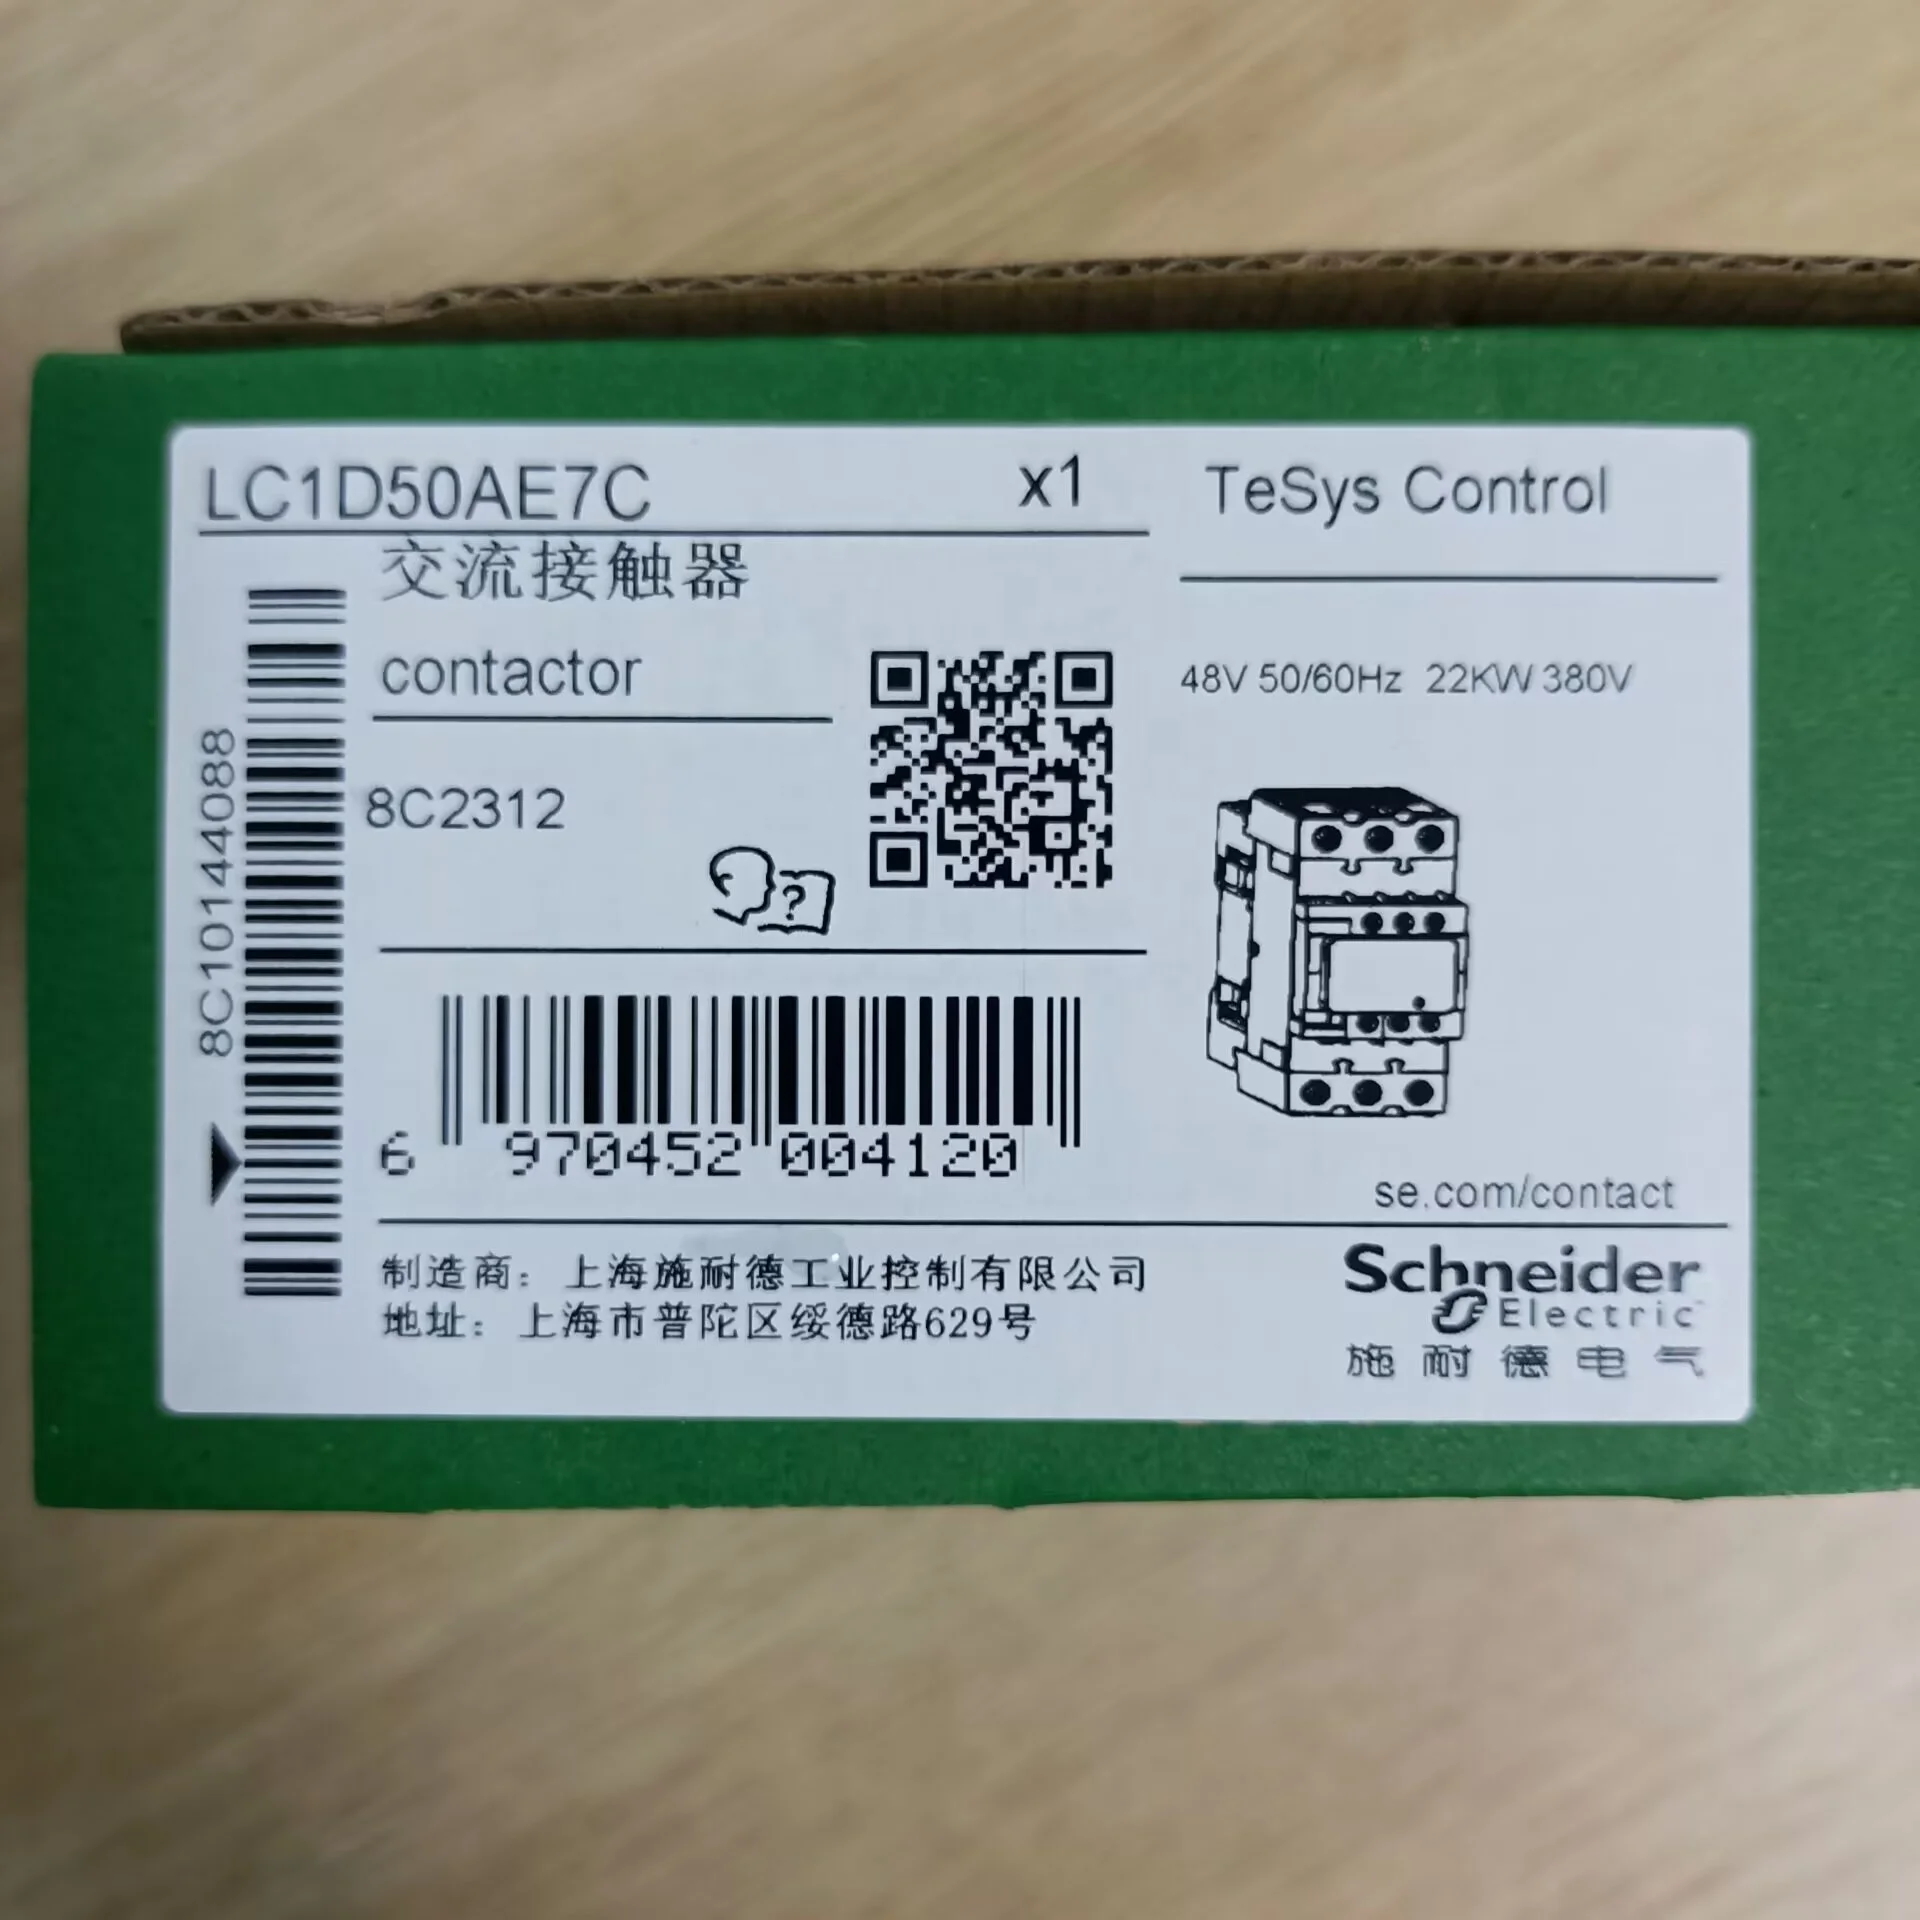 LC1D50AE7C x1
交流接触器
contactor
8C2312
8C10144088
6 970452 004120
TeSys Control
48V 50/60Hz 22KW 380V
?
se.com/contact
制造商：上海施耐德工业控制有限公司
地址：上海市普陀区绥德路629号
Schneider
Electric
施耐德电气